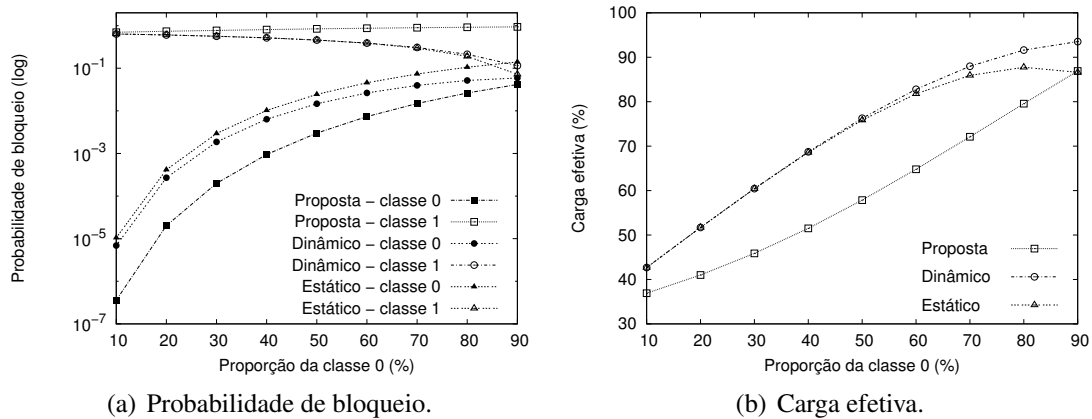 Probabilidade de bloqueio (log)
10⁻¹
10⁻³
10⁻⁵
10⁻⁷
Proposta − classe 0
Proposta − classe 1
Dinâmico − classe 0
Dinâmico − classe 1
Estático − classe 0
Estático − classe 1
10 20 30 40 50 60 70 80 90
Proporção da classe 0 (%)
(a) Probabilidade de bloqueio.
Carga efetiva (%)
100
90
80
70
60
50
40
30
Proposta
Dinâmico
Estático
10 20 30 40 50 60 70 80 90
Proporção da classe 0 (%)
(b) Carga efetiva.